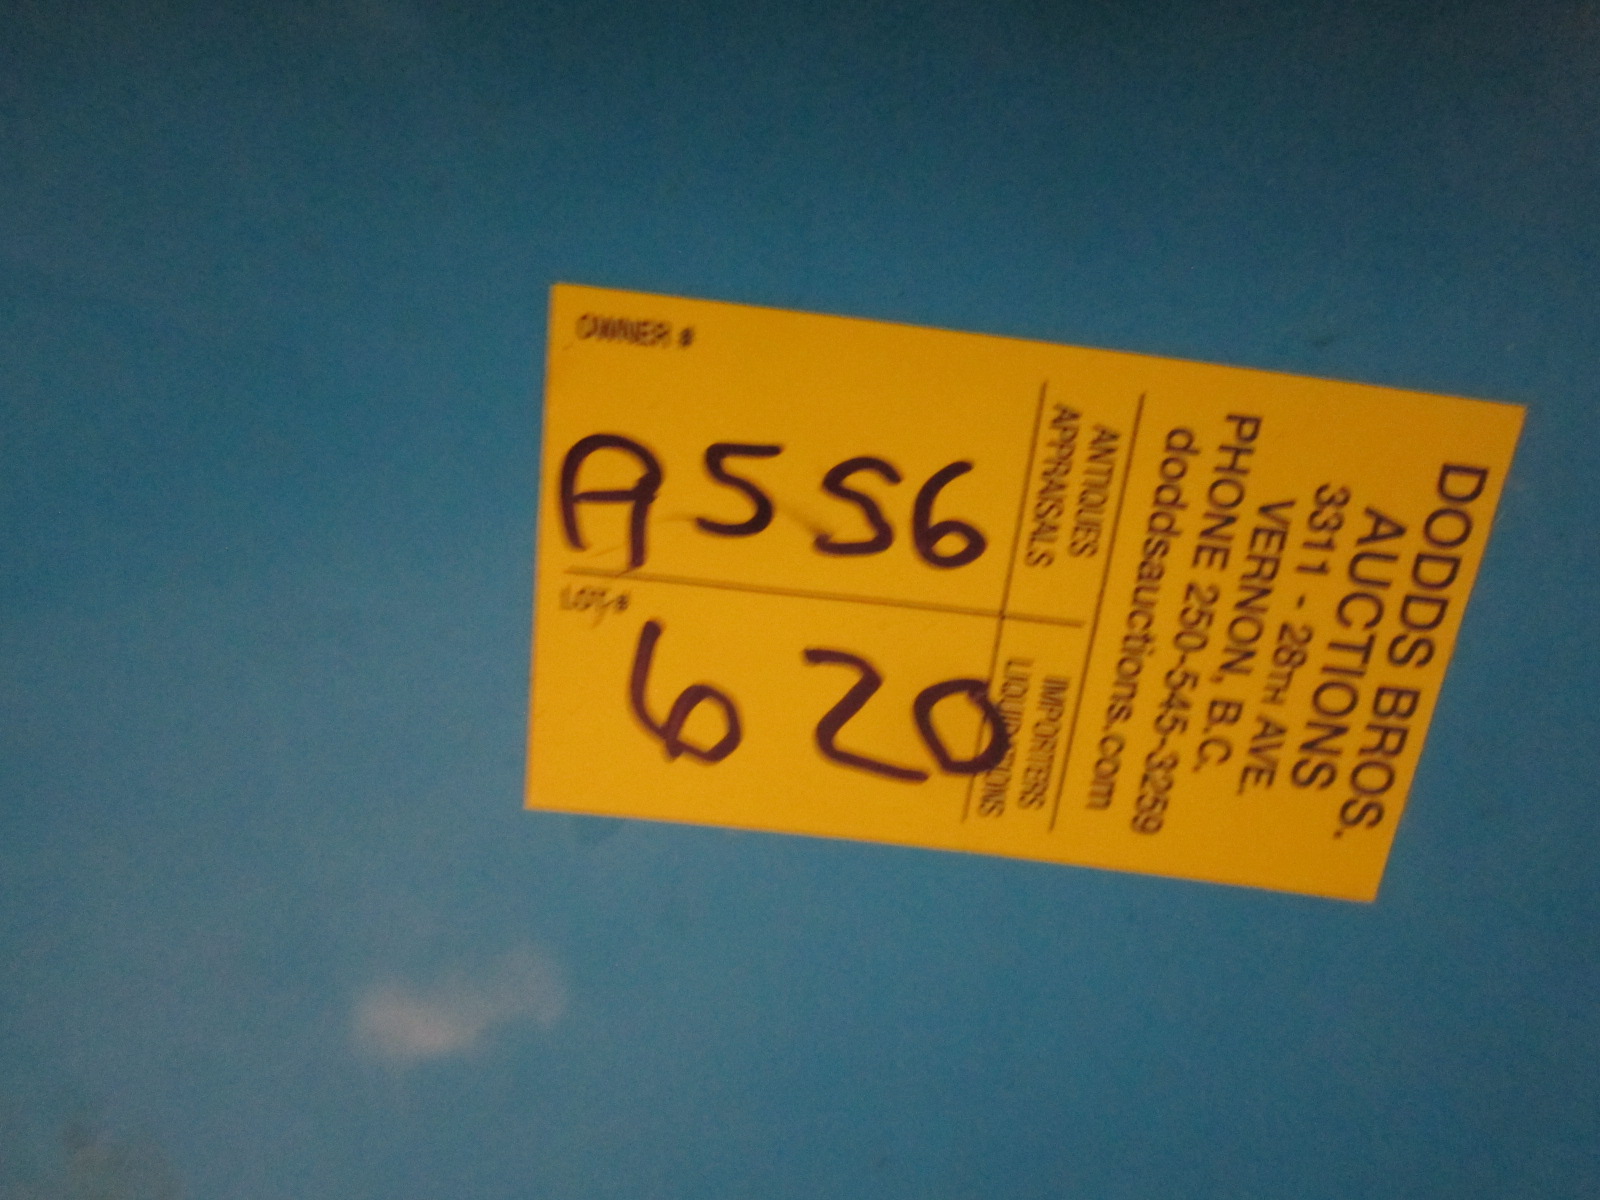 DODDS BROS.
AUCTIONS
3311 - 28TH AVE.
VERNON, B.C.
PHONE 250-545-3259
doddsauctions.com
ANTIQUES
APPRAISALS
IMPORTERS
LIQUIDATIONS
OWNER #
A556
LOT #
620